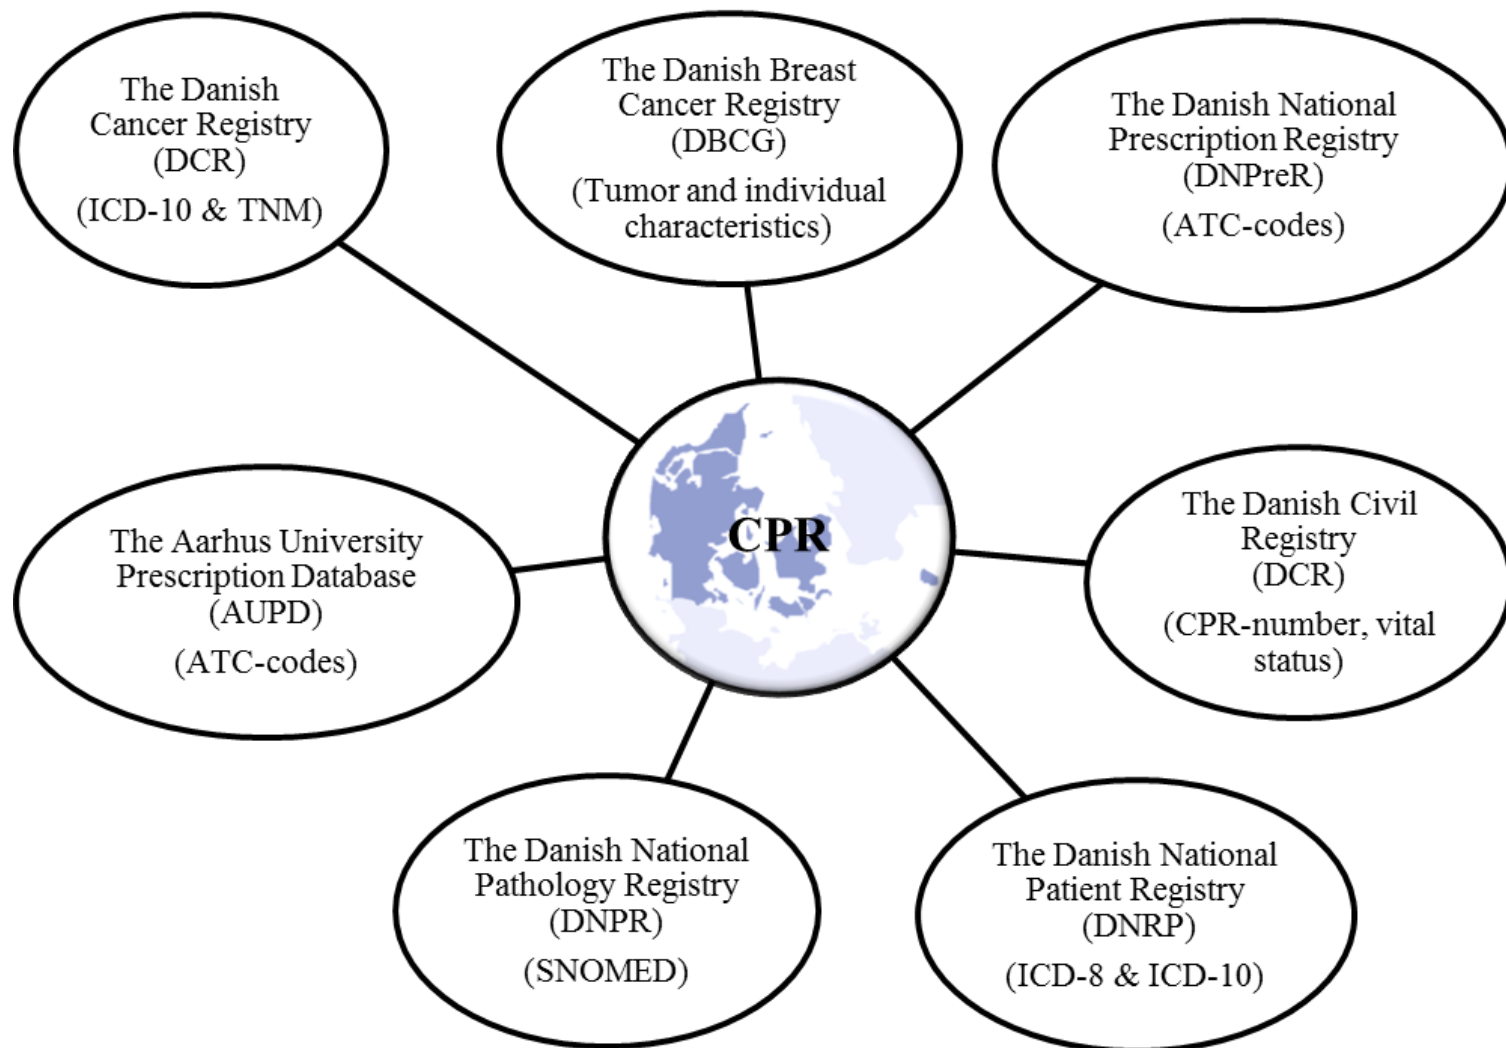 The Danish
Cancer Registry
(DCR)
(ICD-10 & TNM)
The Danish Breast
Cancer Registry
(DBCG)
(Tumor and individual
characteristics)
The Danish National
Prescription Registry
(DNPreR)
(ATC-codes)
CPR
The Aarhus University
Prescription Database
(AUPD)
(ATC-codes)
The Danish Civil
Registry
(DCR)
(CPR-number, vital
status)
The Danish National
Pathology Registry
(DNPR)
(SNOMED)
The Danish National
Patient Registry
(DNRP)
(ICD-8 & ICD-10)